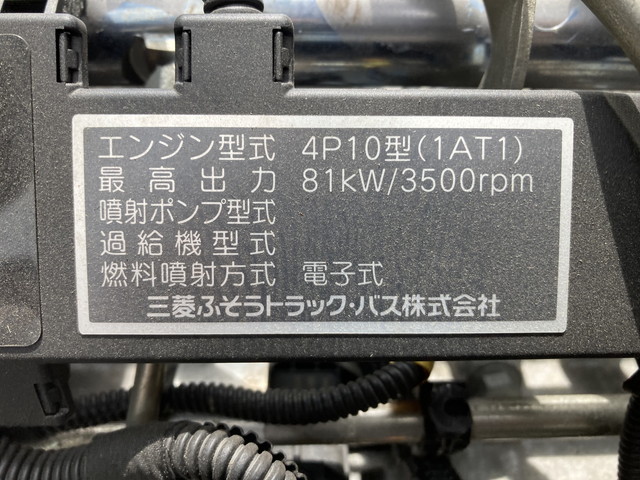 エンジン型式 4P10型(1AT1)
最高出力 81kW/3500rpm
噴射ポンプ型式
過給機型式
燃料噴射方式 電子式
三菱ふそうトラック・バス株式会社